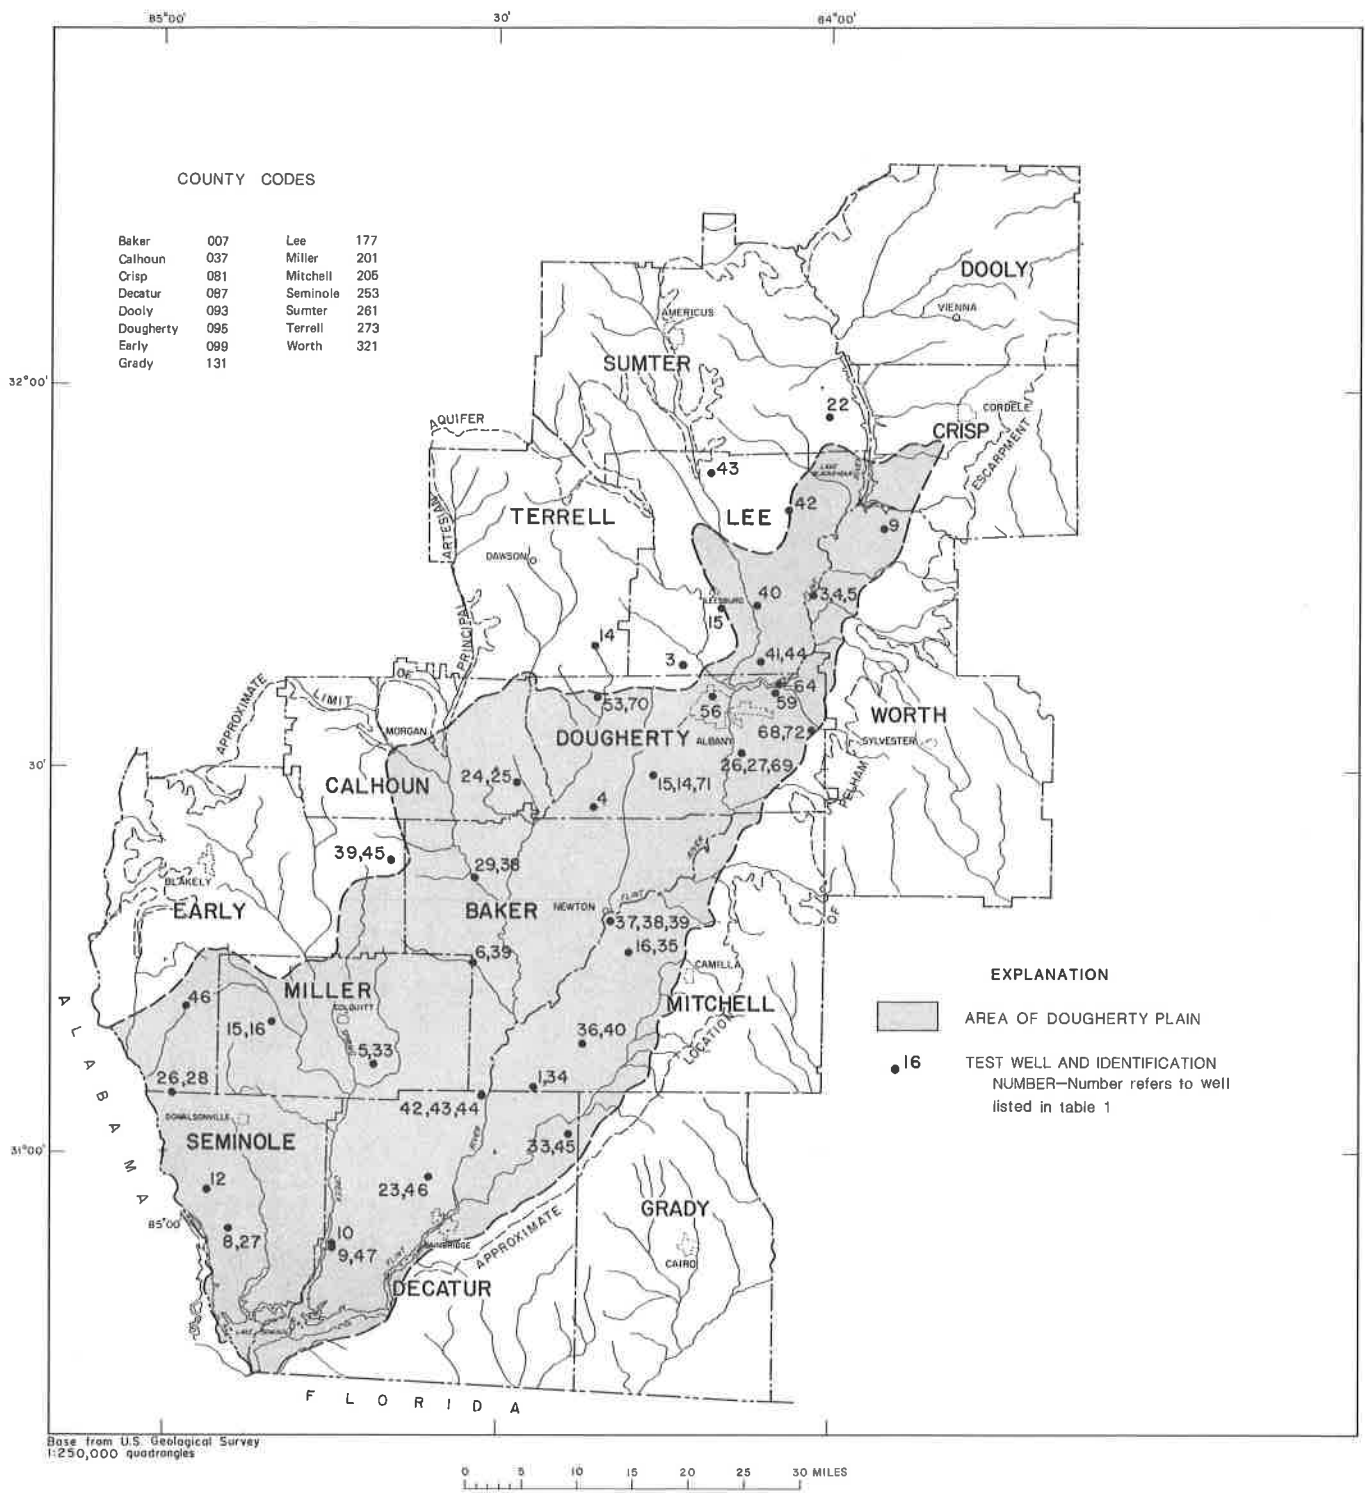 85°00'
30'
84°00'
COUNTY CODES
Baker 007 Lee 177
Calhoun 037 Miller 201
Crisp 081 Mitchell 205
Decatur 087 Seminole 253
Dooly 093 Sumter 261
Dougherty 095 Terrell 273
Early 099 Worth 321
Grady 131
DOOLY
VIENNA
AMERICUS
SUMTER
32°00'
22
CORDELE
CRISP
AQUIFER
ESCARPMENT
43
LEE
42
9
TERRELL
ARTESIAN
DAWSON
40
3,4,5
LEESBURG
15
PRINCIPAL
14
3
41,44
OF
64
59
53,70
56
LIMIT
APPROXIMATE
MORGAN
DOUGHERTY
ALBANY
68,72
WORTH
SYLVESTER
30'
24,25
15,14,71
26,27,69
PELHAM
CALHOUN
4
39,45
29,38
RIVER
BLAKELY
EARLY
BAKER
NEWTON
FLINT
37,38,39
OF
6,39
16,35
CAMILLA
EXPLANATION
MILLER
MITCHELL
46
COLQUITT
15,16
AREA OF DOUGHERTY PLAIN
ALABAMA
5,33
36,40
LOCATION
16 TEST WELL AND IDENTIFICATION
NUMBER—Number refers to well
listed in table 1
26,28
1,34
42,43,44
DONALSONVILLE
SEMINOLE
RIVER
33,45
31°00'
12
CREEK
23,46
GRADY
85°00'
8,27
10
9,47
FLINT
BAINBRIDGE
APPROXIMATE
CAIRO
DECATUR
FLORIDA
Base from U.S. Geological Survey
1:250,000 quadrangles
0 5 10 15 20 25 30 MILES